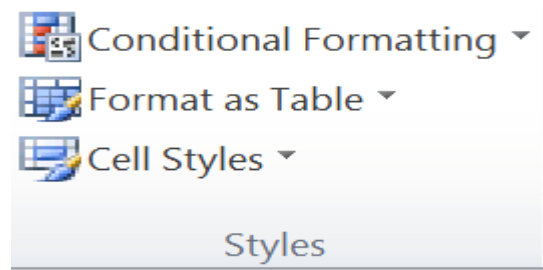 Conditional Formatting
Format as Table
Cell Styles
Styles